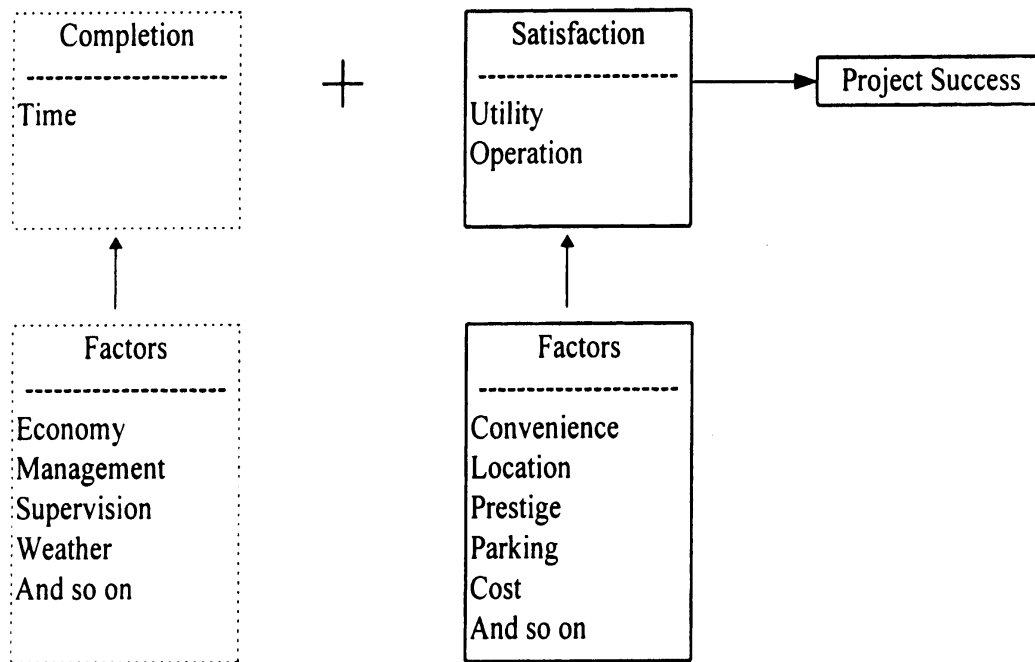 Completion
Time
+
Satisfaction
Utility
Operation
Project Success
Factors
Economy
Management
Supervision
Weather
And so on
Factors
Convenience
Location
Prestige
Parking
Cost
And so on